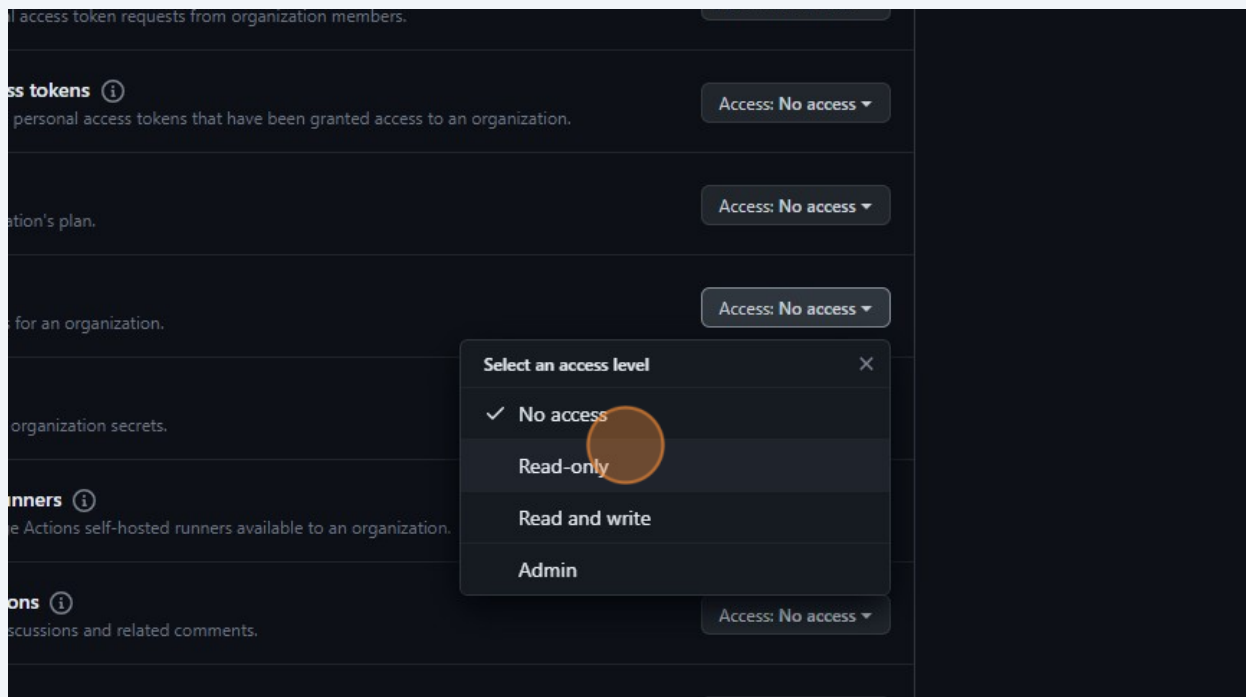 access token requests from organization members.
ss tokens
personal access tokens that have been granted access to an organization.
Access: No access
ation's plan.
Access: No access
for an organization.
Access: No access
Select an access level
No access
organization secrets.
Read-only
unners
Actions self-hosted runners available to an organization.
Read and write
Admin
ons
scussions and related comments.
Access: No access